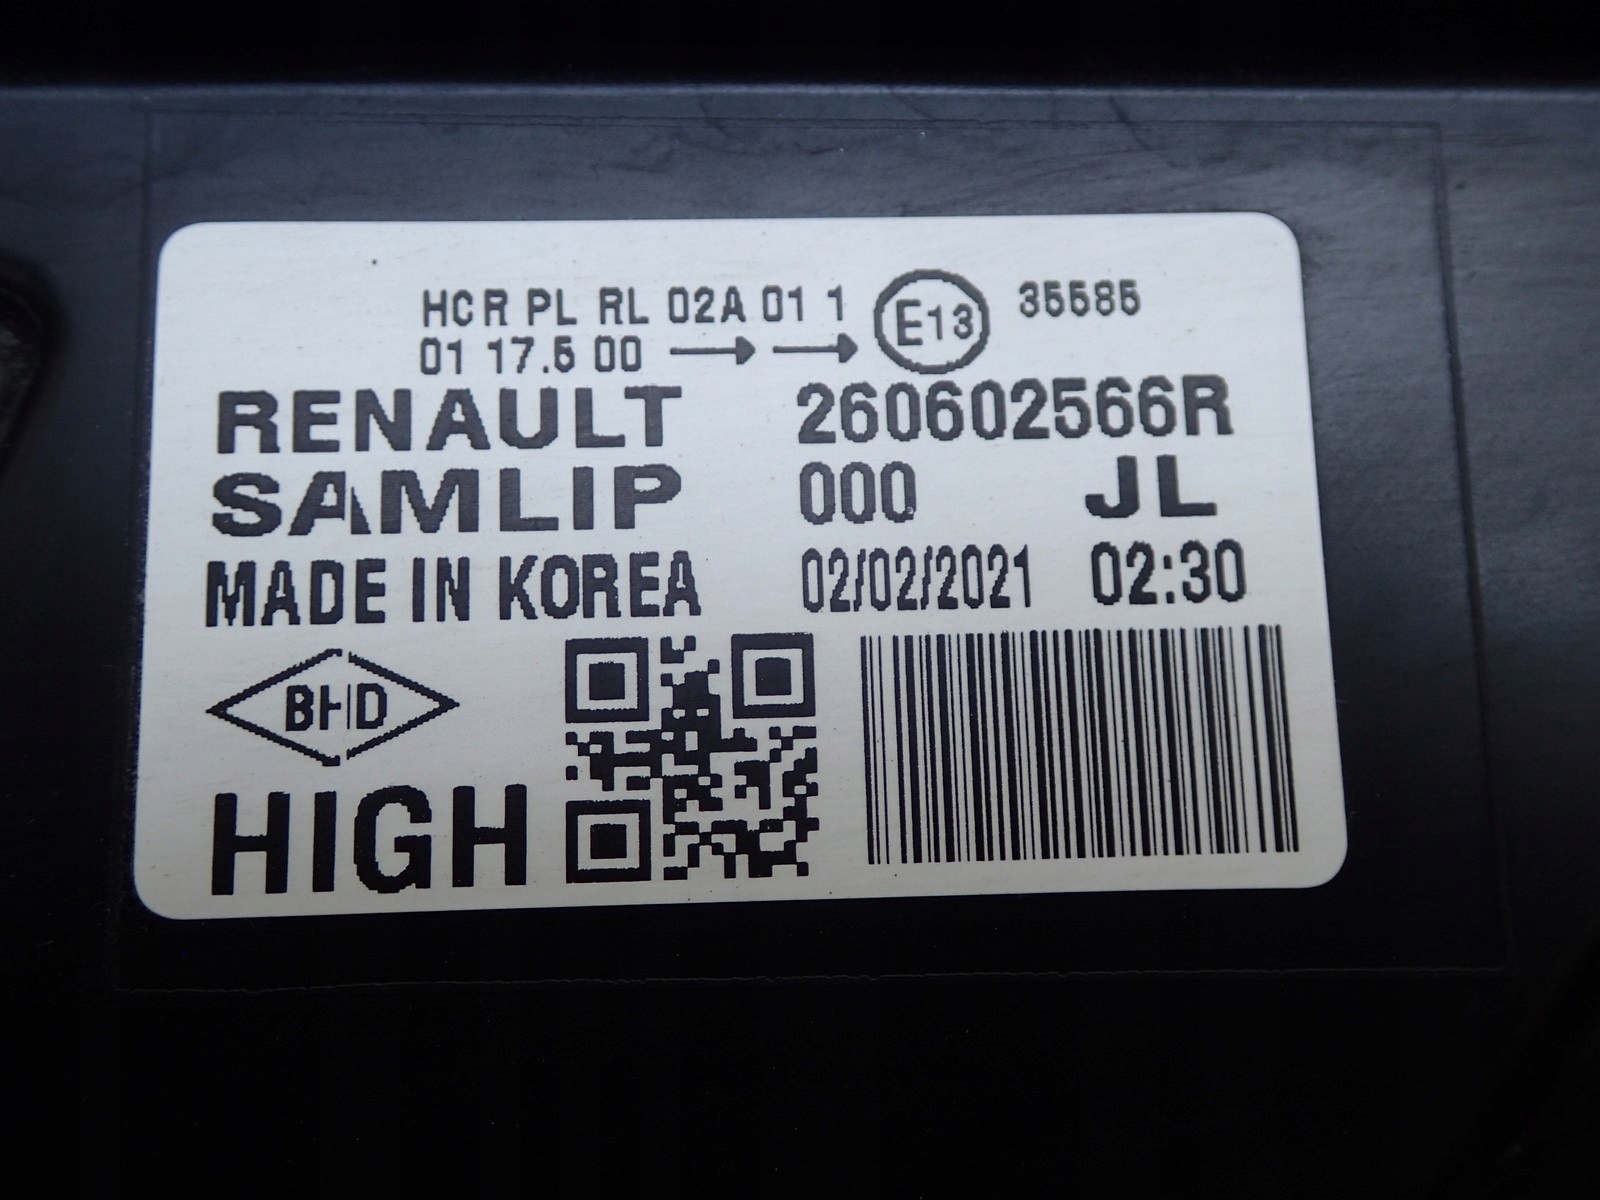 HCR PL RL 02A 01 1 E13 35585
01 17.5 00
RENAULT 260602566R
SAMLIP 000 JL
MADE IN KOREA 02/02/2021 02:30
BHD
HIGH